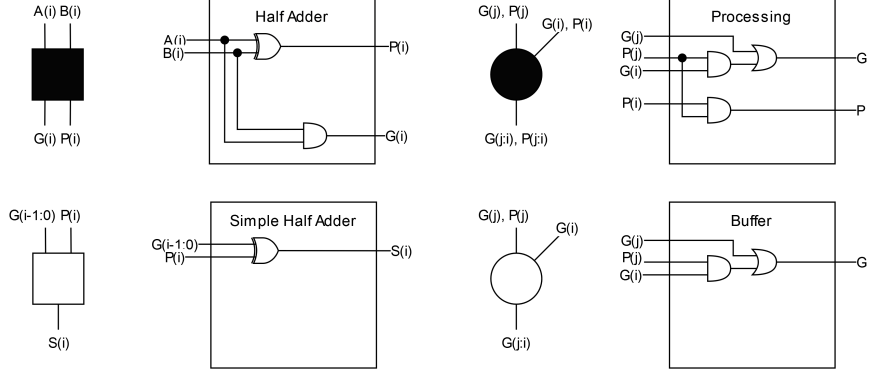 A(i) B(i)
G(i) P(i)
Half Adder
A(i)
B(i)
P(i)
G(i)
G(j), P(j)
G(i), P(i)
G(j:i), P(j:i)
Processing
G(j)
P(j)
G(i)
P(i)
G
P
G(i-1:0) P(i)
S(i)
Simple Half Adder
G(i-1:0)
P(i)
S(i)
G(j), P(j)
G(i)
G(j:i)
Buffer
G(j)
P(j)
G(i)
G